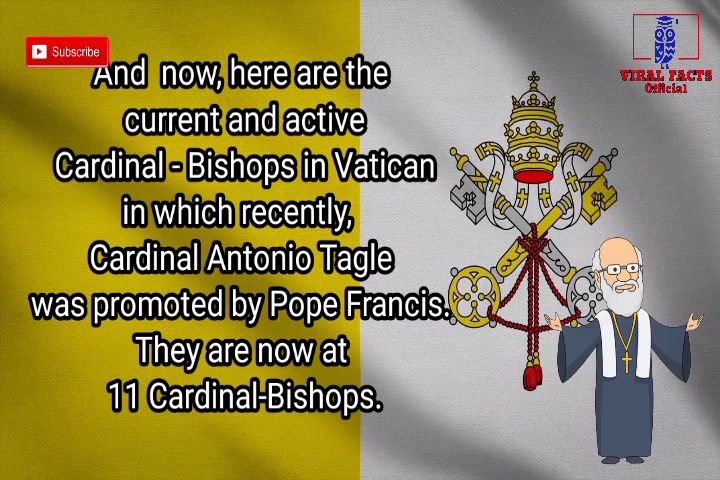 Subscribe
VIRAL FACTS
Official
And now, here are the
current and active
Cardinal - Bishops in Vatican
in which recently,
Cardinal Antonio Tagle
was promoted by Pope Francis.
They are now at
11 Cardinal-Bishops.